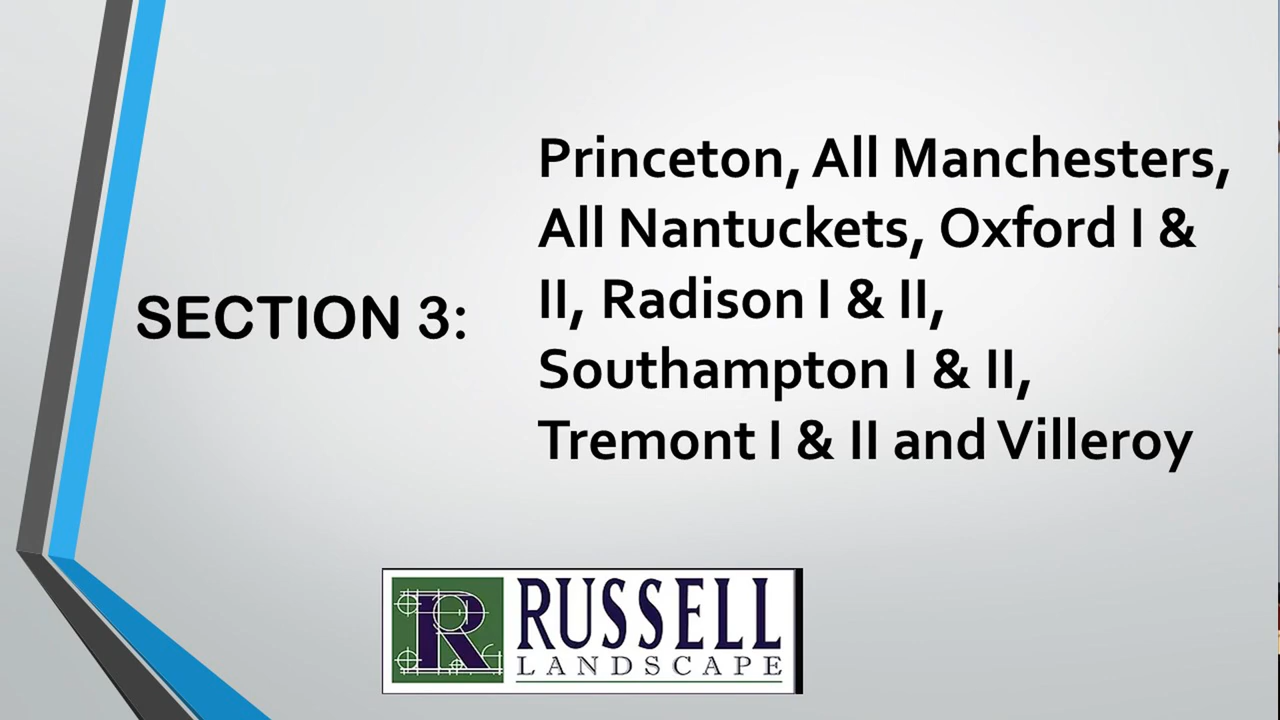 SECTION 3:
Princeton, All Manchesters,
All Nantuckets, Oxford I &
II, Radison I & II,
Southampton I & II,
Tremont I & II and Villeroy
R RUSSELL
LANDSCAPE